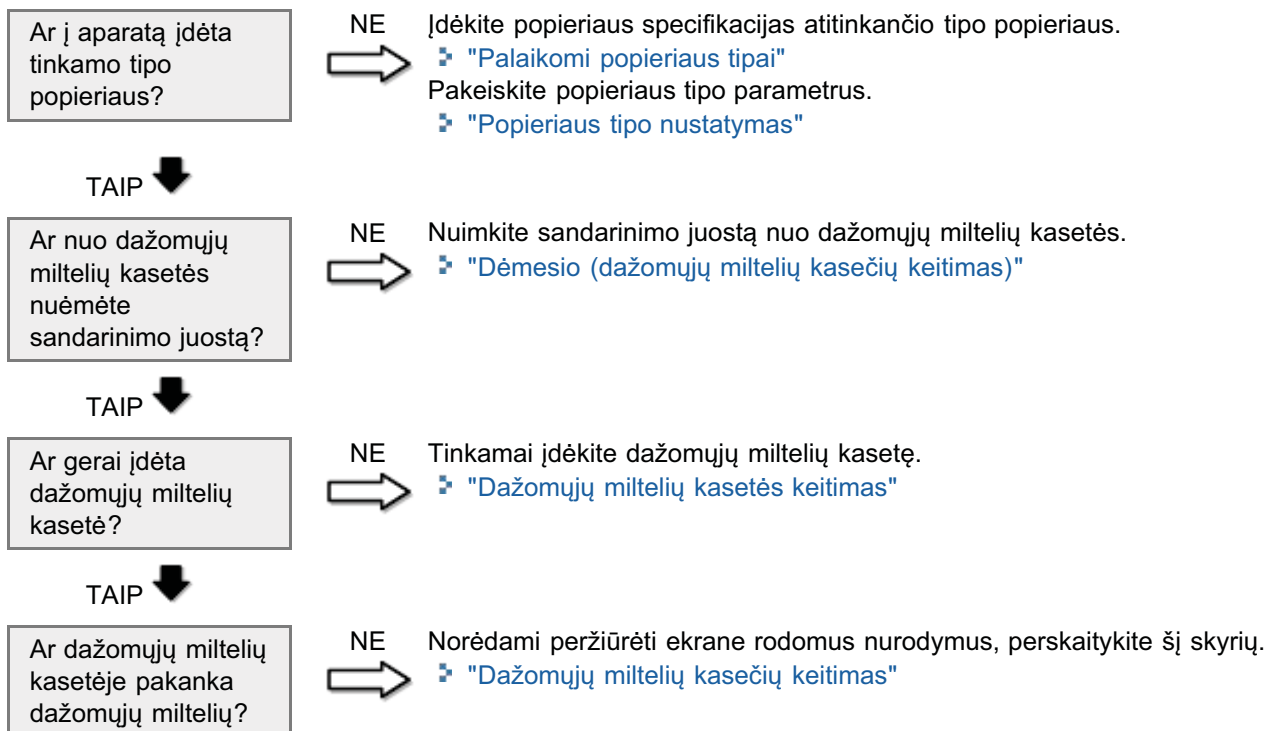 Ar į aparatą įdėta
tinkamo tipo
popieriaus?
NE
Įdėkite popieriaus specifikacijas atitinkančio tipo popieriaus.
"Palaikomi popieriaus tipai"
Pakeiskite popieriaus tipo parametrus.
"Popieriaus tipo nustatymas"
TAIP
Ar nuo dažomųjų
miltelių kasetės
nuėmėte
sandarinimo juostą?
NE
Nuimkite sandarinimo juostą nuo dažomųjų miltelių kasetės.
"Dėmesio (dažomųjų miltelių kasečių keitimas)"
TAIP
Ar gerai įdėta
dažomųjų miltelių
kasetė?
NE
Tinkamai įdėkite dažomųjų miltelių kasetę.
"Dažomųjų miltelių kasetės keitimas"
TAIP
Ar dažomųjų miltelių
kasetėje pakanka
dažomųjų miltelių?
NE
Norėdami peržiūrėti ekrane rodomus nurodymus, perskaitykite šį skyrių.
"Dažomųjų miltelių kasečių keitimas"